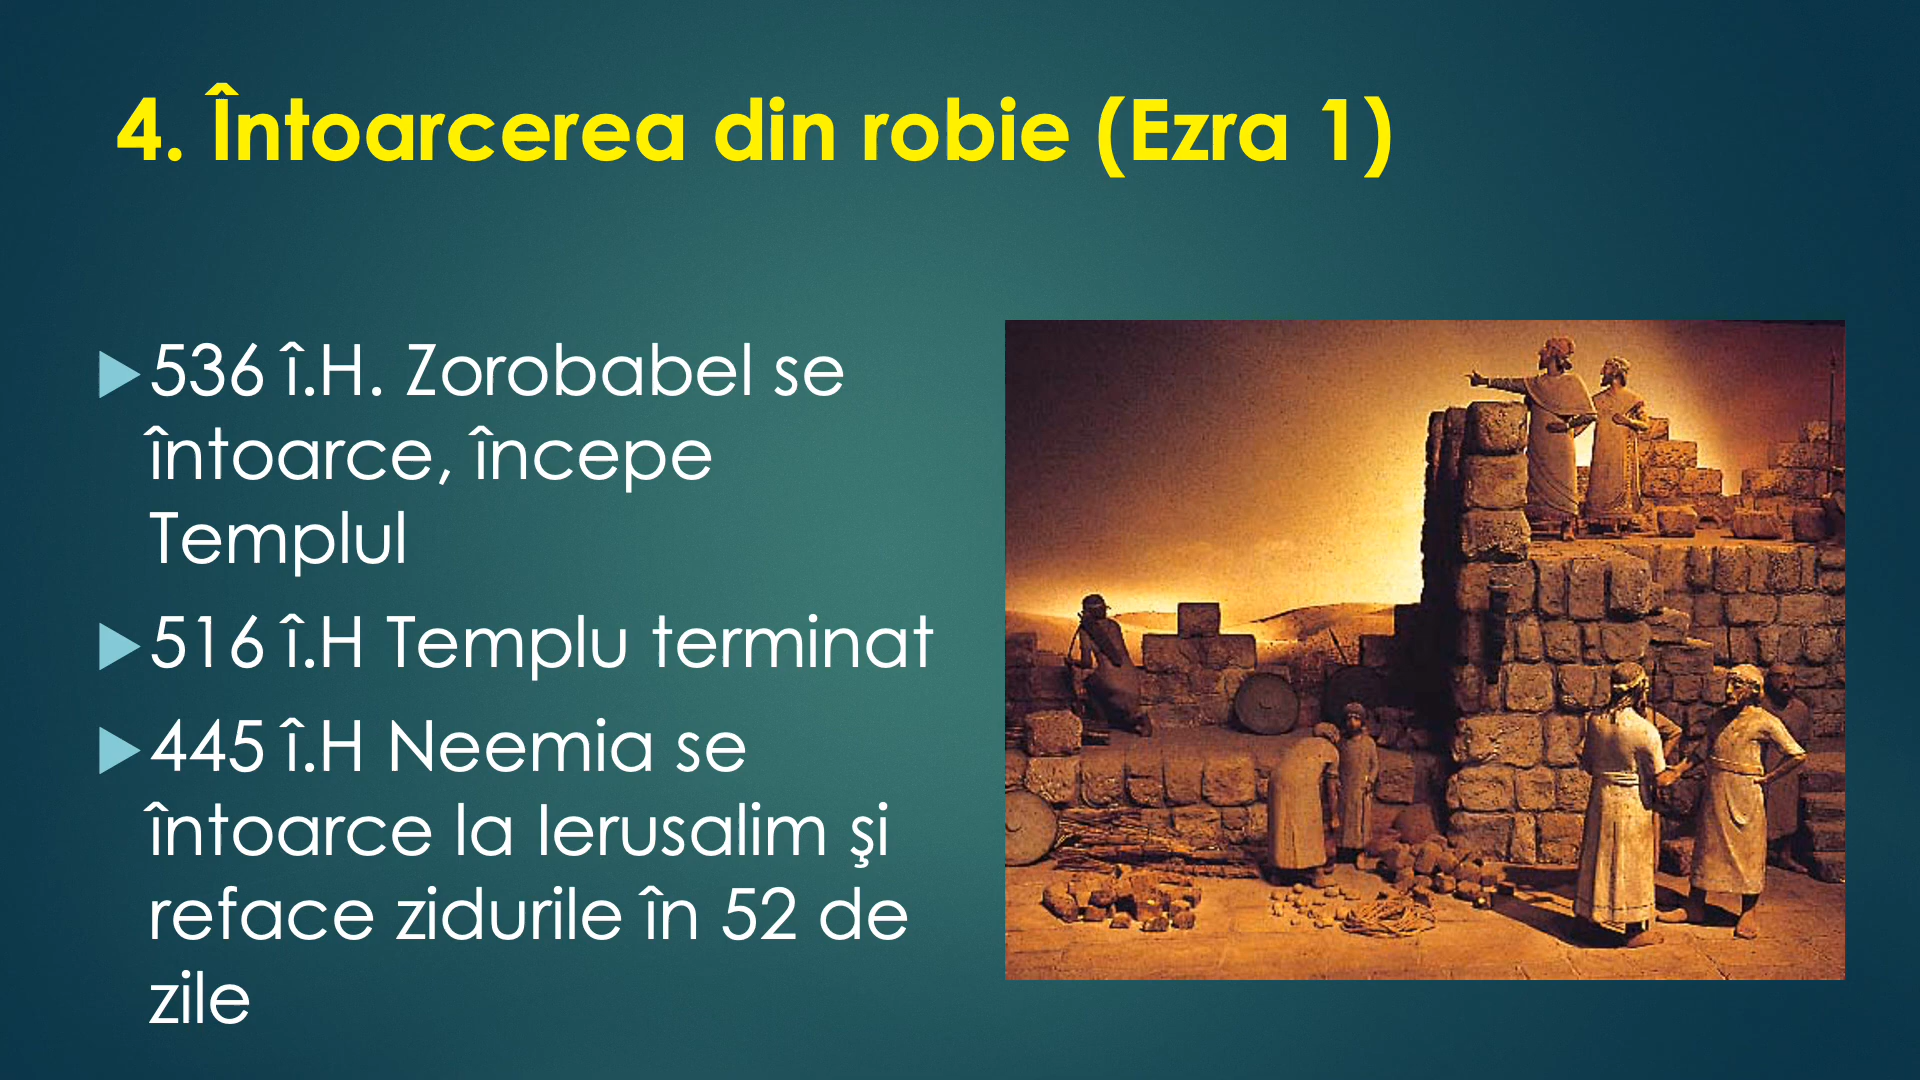 4. Întoarcerea din robie (Ezra 1)
536 î.H. Zorobabel se
întoarce, începe
Templul
516 î.H Templu terminat
445 î.H Neemia se
întoarce la Ierusalim şi
reface zidurile în 52 de
zile